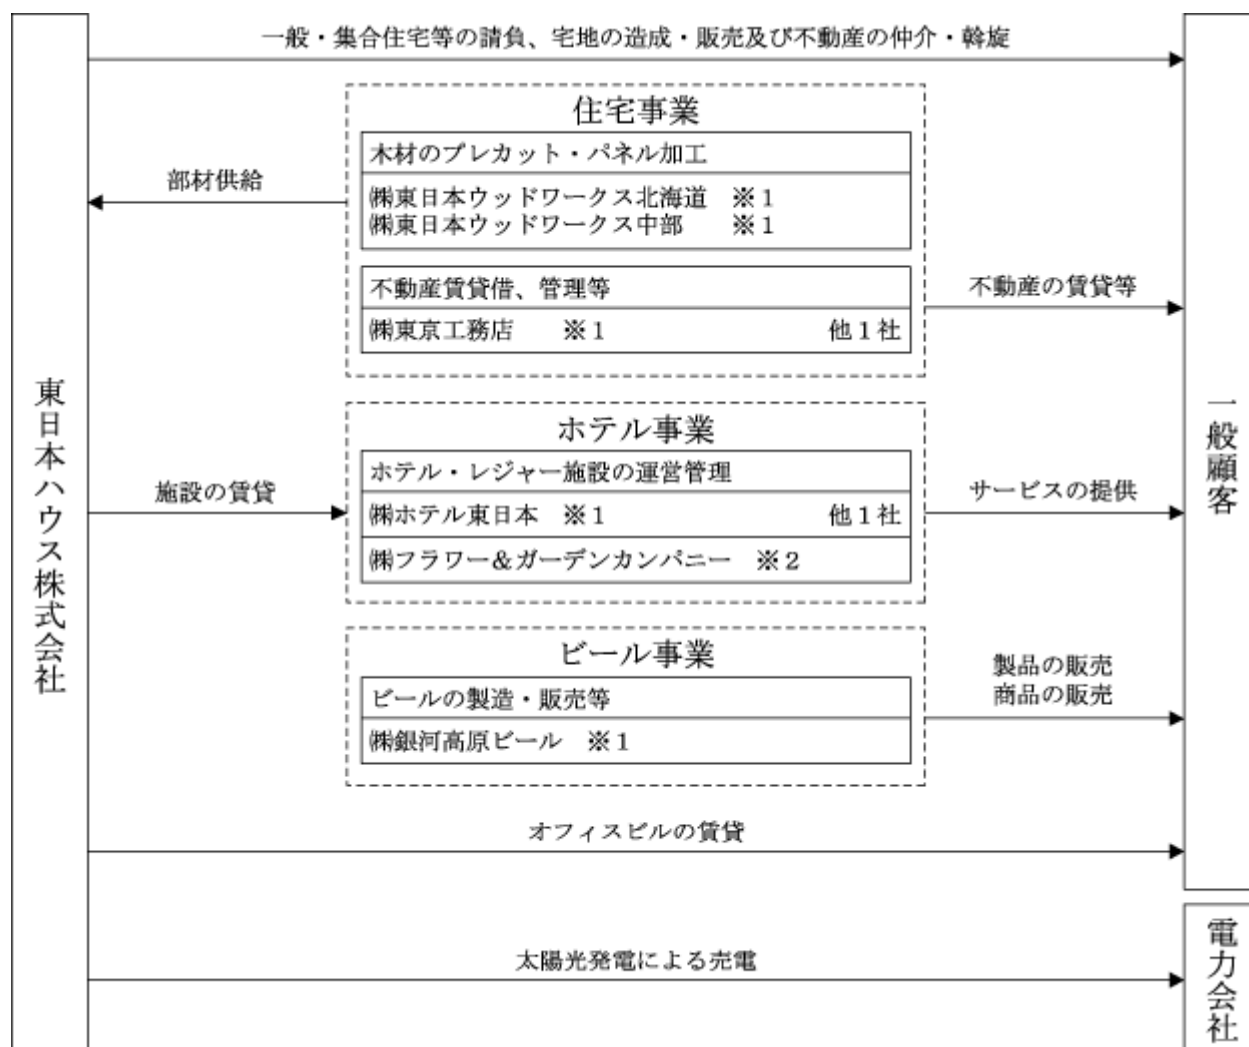 一般・集合住宅等の請負、宅地の造成・販売及び不動産の仲介・斡旋
住宅事業
木材のプレカット・パネル加工
部材供給
㈱東日本ウッドワークス北海道 ※1
㈱東日本ウッドワークス中部 ※1
不動産賃貸借、管理等
不動産の賃貸等
㈱東京工務店 ※1 他1社
東日本ハウス株式会社
一般顧客
ホテル事業
ホテル・レジャー施設の運営管理
施設の賃貸
サービスの提供
㈱ホテル東日本 ※1 他1社
㈱フラワー&ガーデンカンパニー ※2
ビール事業
製品の販売
商品の販売
ビールの製造・販売等
㈱銀河高原ビール ※1
オフィスビルの賃貸
太陽光発電による売電
電力会社